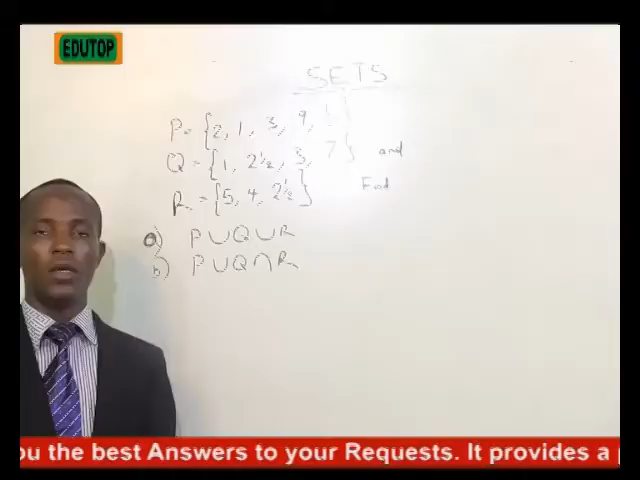 EDUTOP
SETS
P = {2, 1, 3, 9,
Q = {1, 2½, 3, 7} and
R = {5, 4, 2½} Find
a) P∪Q∪R
b) P∪Q∩R
ou the best Answers to your Requests. It provides a